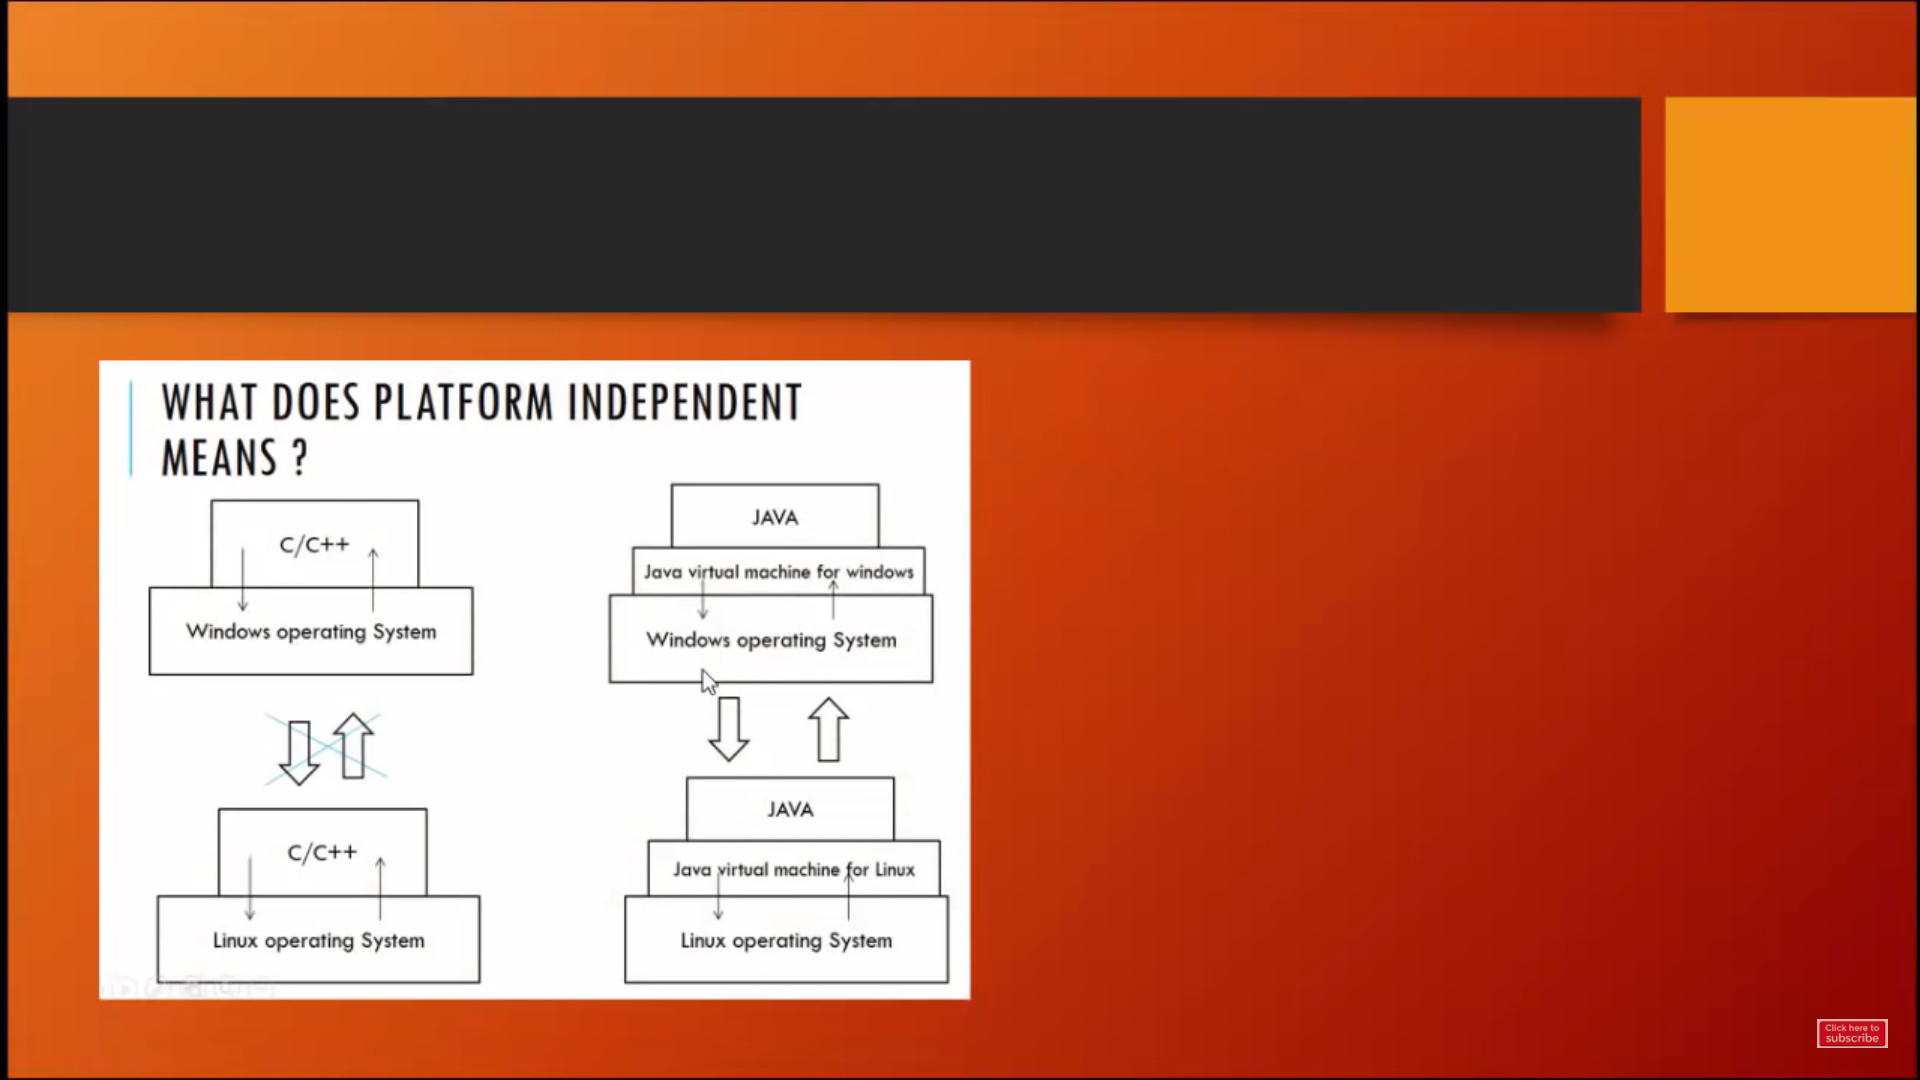 WHAT DOES PLATFORM INDEPENDENT
MEANS ?
C/C++
Windows operating System
C/C++
Linux operating System
JAVA
Java virtual machine for windows
Windows operating System
JAVA
Java virtual machine for Linux
Linux operating System
Click here to
subscribe